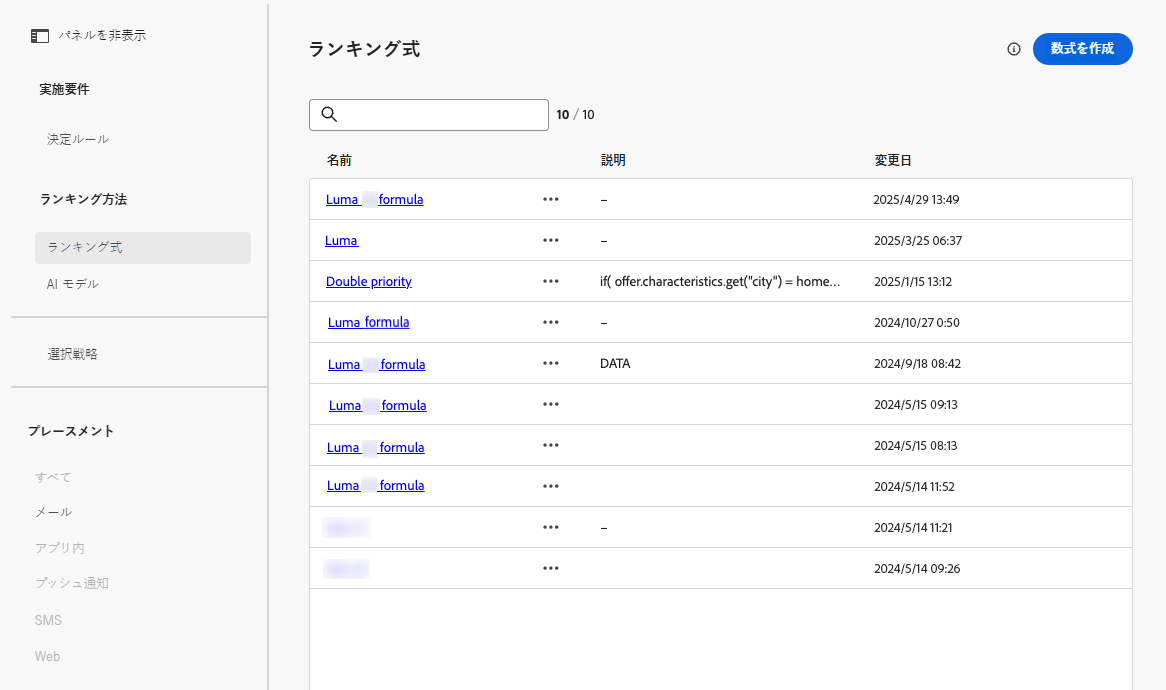 パネルを非表示
実施要件
決定ルール
ランキング方法
ランキング式
AI モデル
選択戦略
プレースメント
すべて
メール
アプリ内
プッシュ通知
SMS
Web
ランキング式
数式を作成
10 / 10
名前 説明 変更日
Luma formula ••• – 2025/4/29 13:49
Luma ••• – 2025/3/25 06:37
Double priority ••• if( offer.characteristics.get("city") = home... 2025/1/15 13:12
Luma formula ••• – 2024/10/27 0:50
Luma formula ••• DATA 2024/9/18 08:42
Luma formula ••• 2024/5/15 09:13
Luma formula ••• 2024/5/15 08:13
Luma formula ••• 2024/5/14 11:52
••• – 2024/5/14 11:21
••• 2024/5/14 09:26